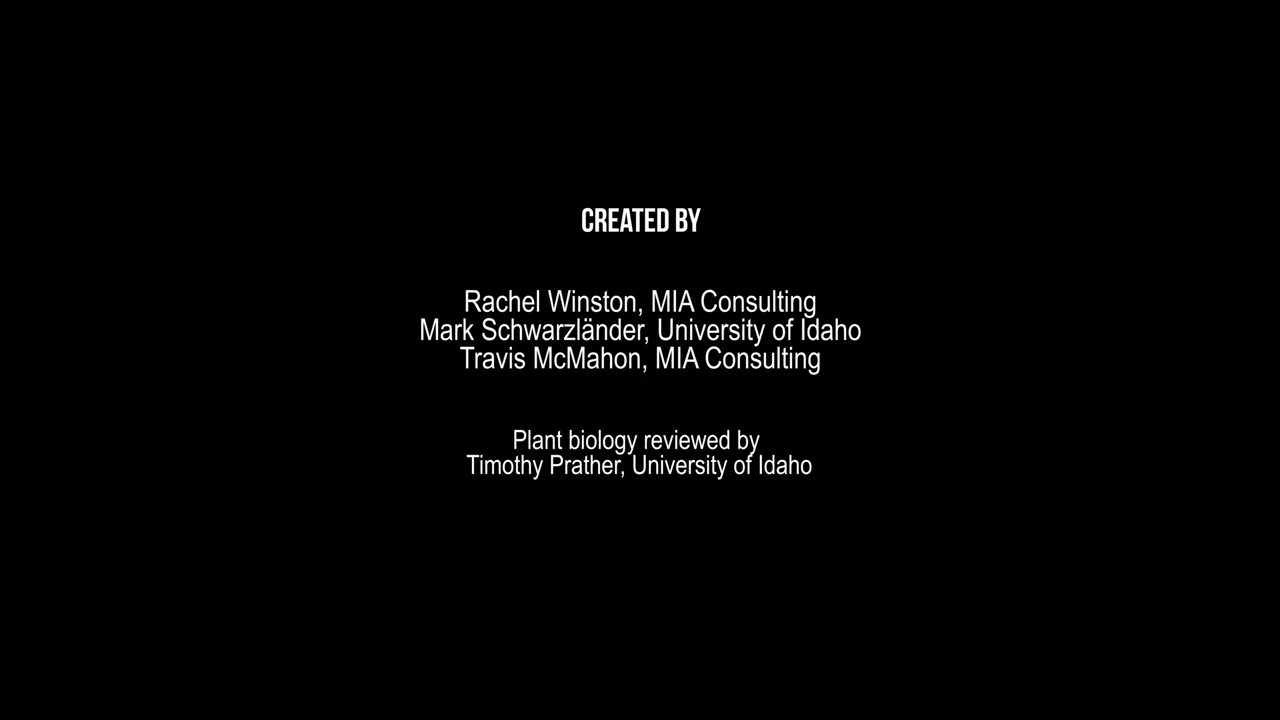 CREATED BY
Rachel Winston, MIA Consulting
Mark Schwarzländer, University of Idaho
Travis McMahon, MIA Consulting
Plant biology reviewed by
Timothy Prather, University of Idaho